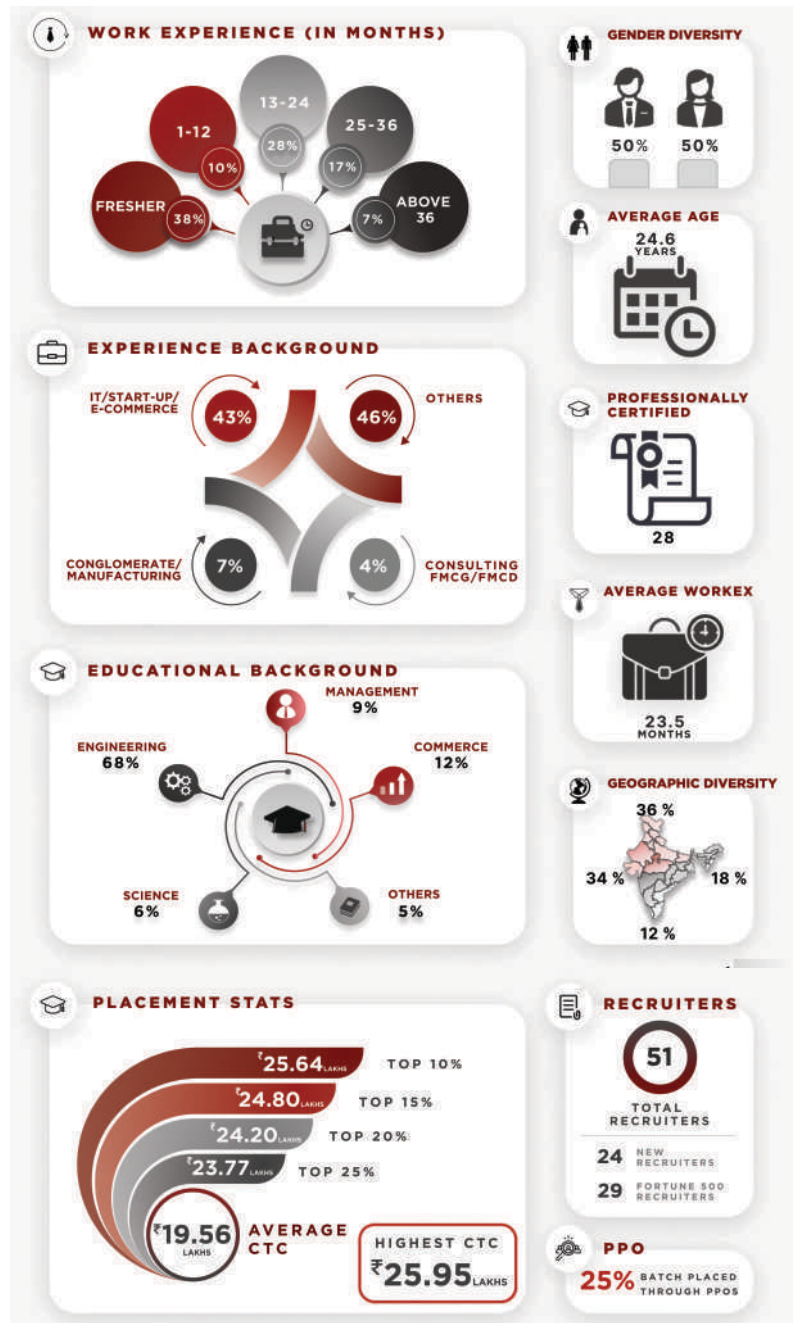 WORK EXPERIENCE (IN MONTHS)
13-24
28%
1-12
10%
25-36
17%
FRESHER
38%
ABOVE
36
7%
GENDER DIVERSITY
50%
50%
AVERAGE AGE
24.6
YEARS
EXPERIENCE BACKGROUND
IT/START-UP/
E-COMMERCE
43%
46%
OTHERS
CONGLOMERATE/
MANUFACTURING
7%
4%
CONSULTING
FMCG/FMCD
PROFESSIONALLY
CERTIFIED
28
AVERAGE WORKEX
23.5
MONTHS
EDUCATIONAL BACKGROUND
MANAGEMENT
9%
ENGINEERING
68%
COMMERCE
12%
SCIENCE
6%
OTHERS
5%
GEOGRAPHIC DIVERSITY
36 %
34 %
18 %
12 %
PLACEMENT STATS
₹25.64 LAKHS TOP 10%
₹24.80 LAKHS TOP 15%
₹24.20 LAKHS TOP 20%
₹23.77 LAKHS TOP 25%
₹19.56
LAKHS
AVERAGE
CTC
HIGHEST CTC
₹25.95 LAKHS
RECRUITERS
51
TOTAL
RECRUITERS
24 NEW
RECRUITERS
29 FORTUNE 500
RECRUITERS
PPO
25% BATCH PLACED
THROUGH PPOS